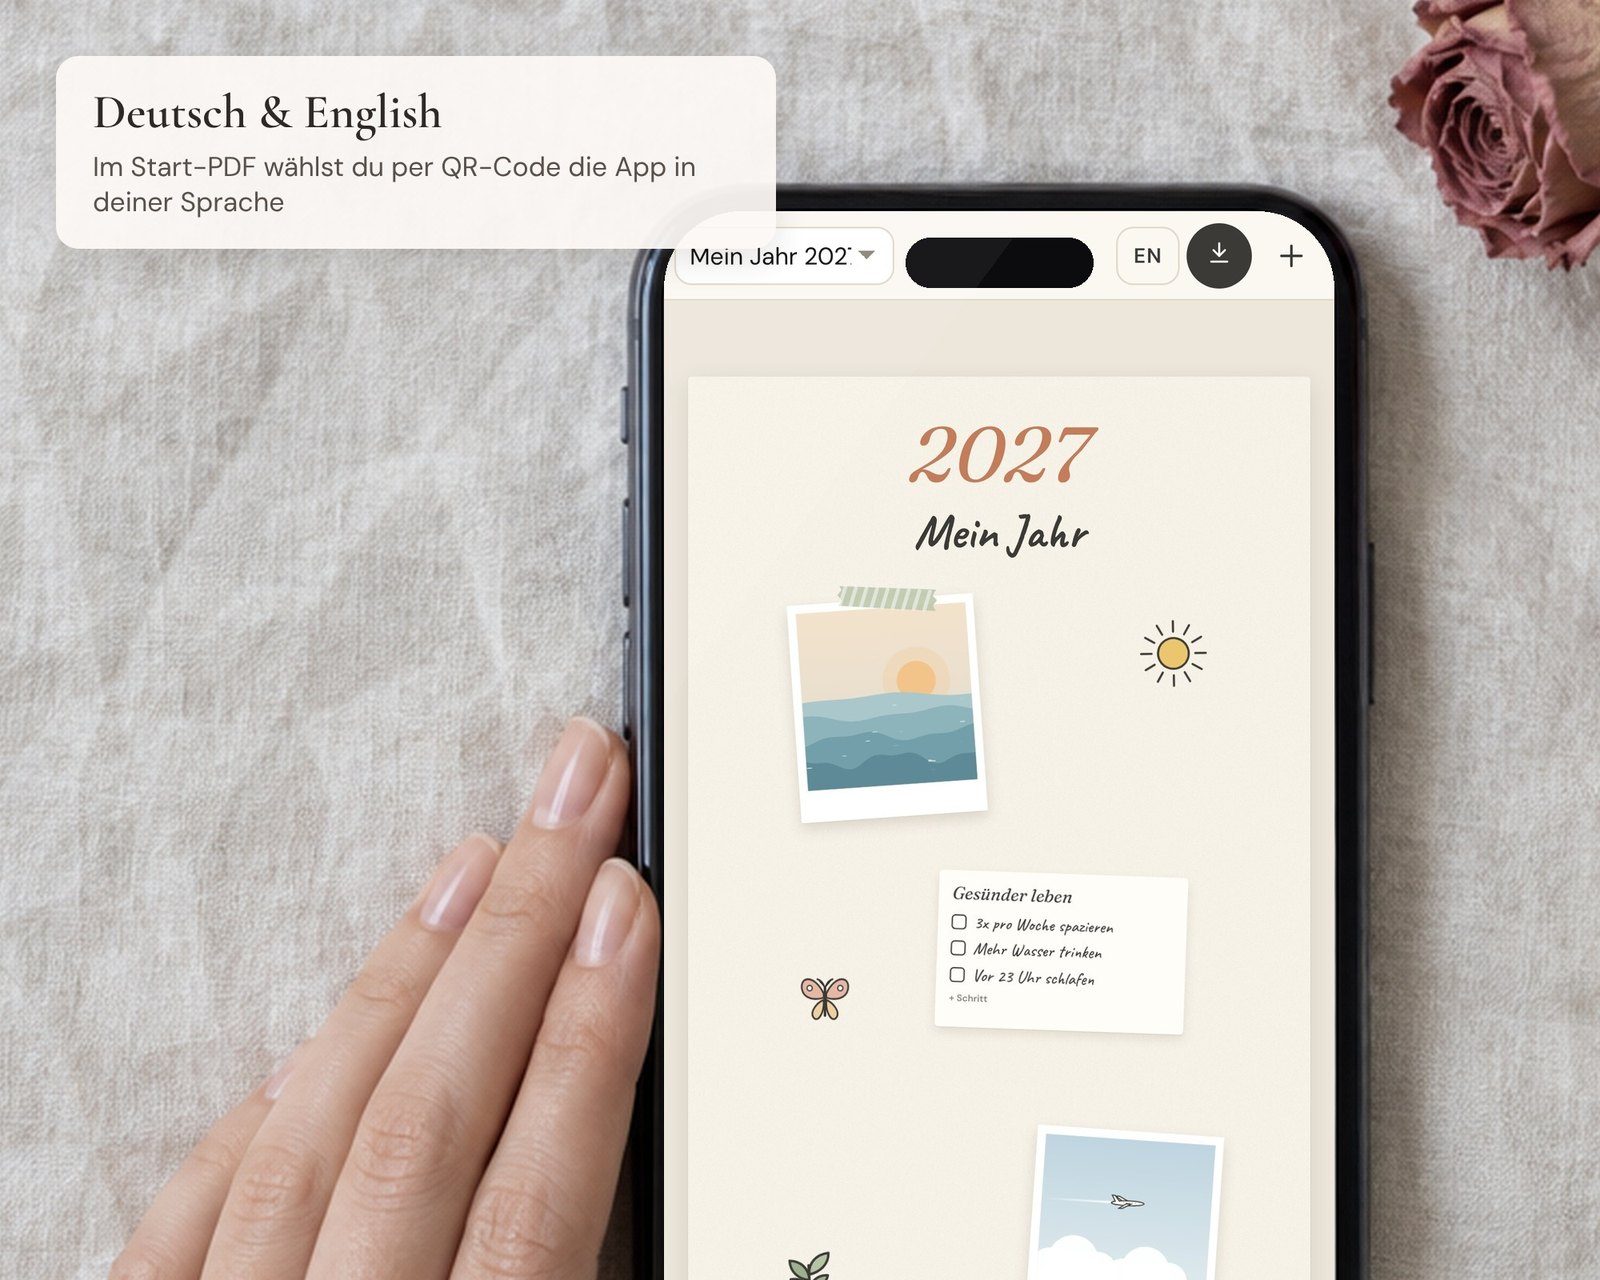 Deutsch & English
Im Start-PDF wählst du per QR-Code die App in
deiner Sprache
Mein Jahr 2027
EN
2027
Mein Jahr
Gesünder leben
3x pro Woche spazieren
Mehr Wasser trinken
Vor 23 Uhr schlafen
+ Schritt